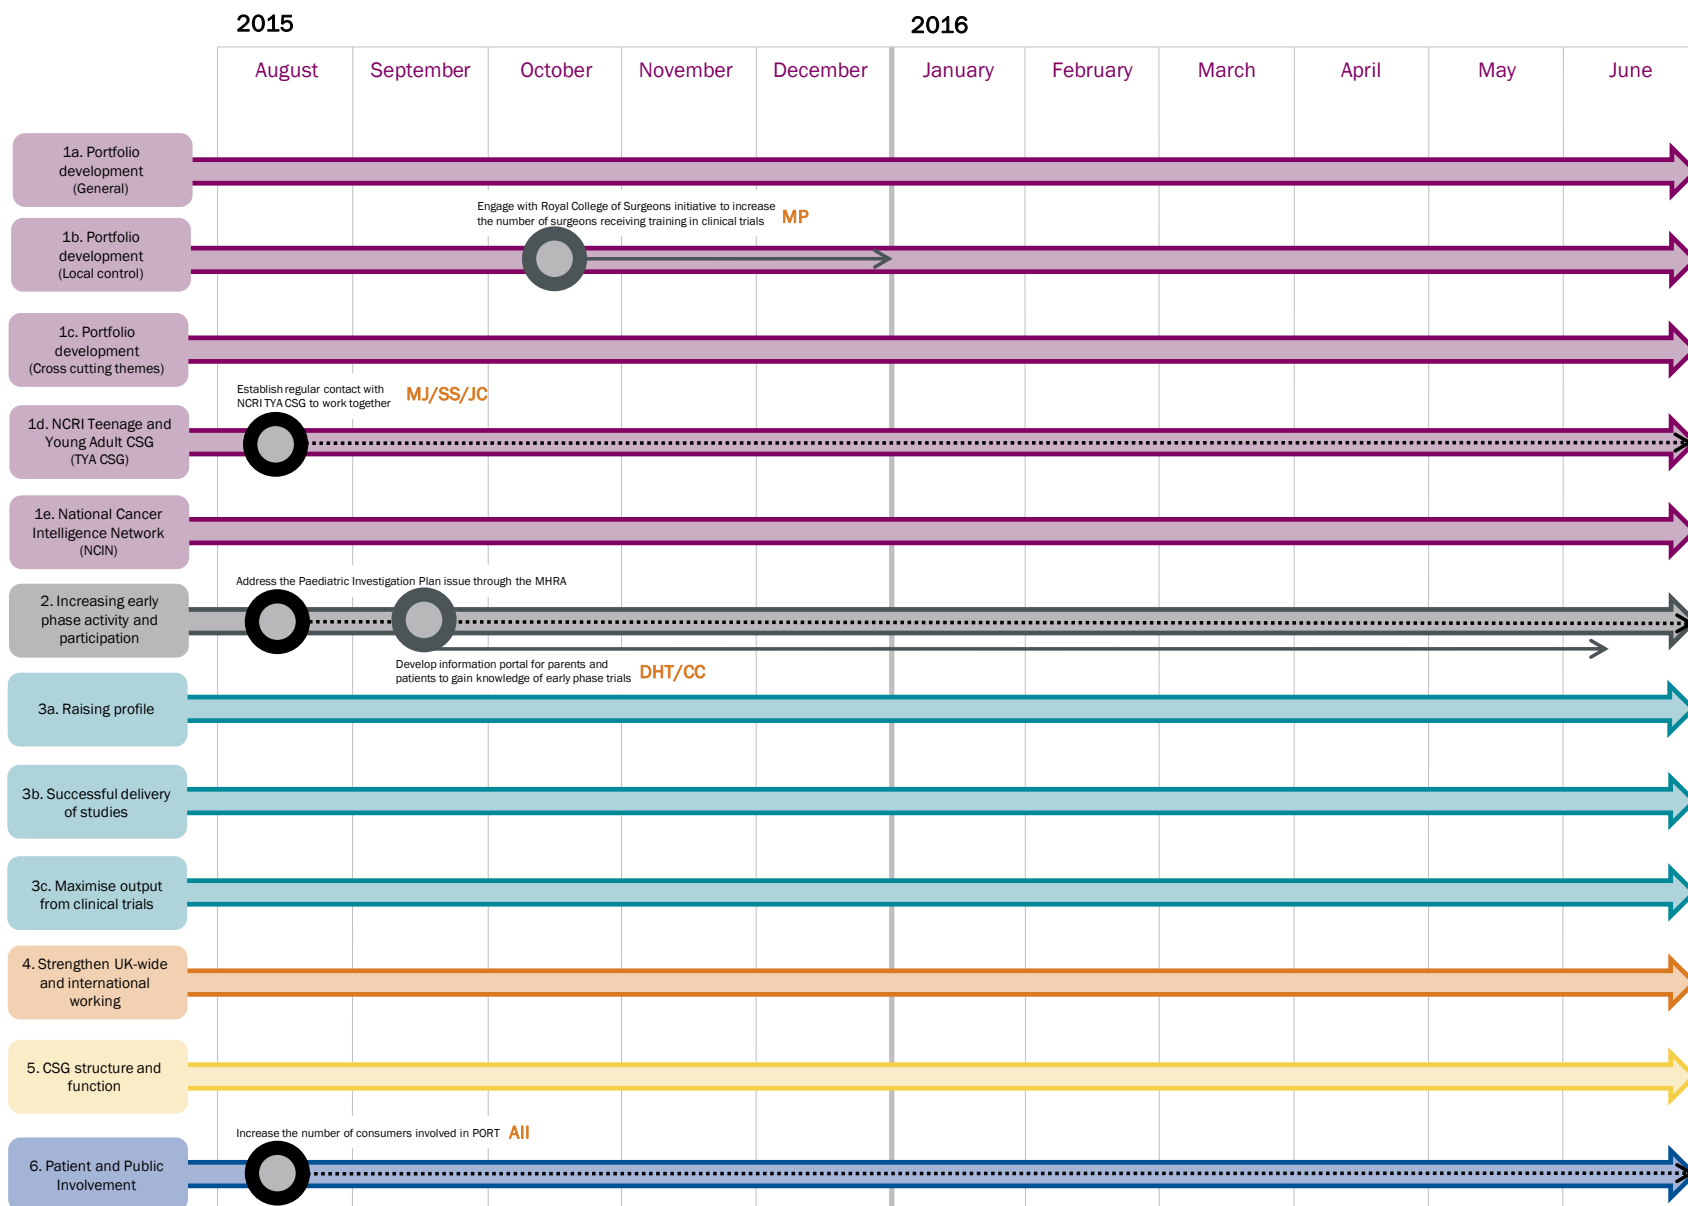 2015
2016
August
September
October
November
December
January
February
March
April
May
June
1a. Portfolio
development
(General)
Engage with Royal College of Surgeons initiative to increase
the number of surgeons receiving training in clinical trials
MP
1b. Portfolio
development
(Local control)
1c. Portfolio
development
(Cross cutting themes)
Establish regular contact with
NCRI TYA CSG to work together
MJ/SS/JC
1d. NCRI Teenage and
Young Adult CSG
(TYA CSG)
1e. National Cancer
Intelligence Network
(NCIN)
Address the Paediatric Investigation Plan issue through the MHRA
2. Increasing early
phase activity and
participation
Develop information portal for parents and
patients to gain knowledge of early phase trials
DHT/CC
3a. Raising profile
3b. Successful delivery
of studies
3c. Maximise output
from clinical trials
4. Strengthen UK-wide
and international
working
5. CSG structure and
function
Increase the number of consumers involved in PORT
All
6. Patient and Public
Involvement